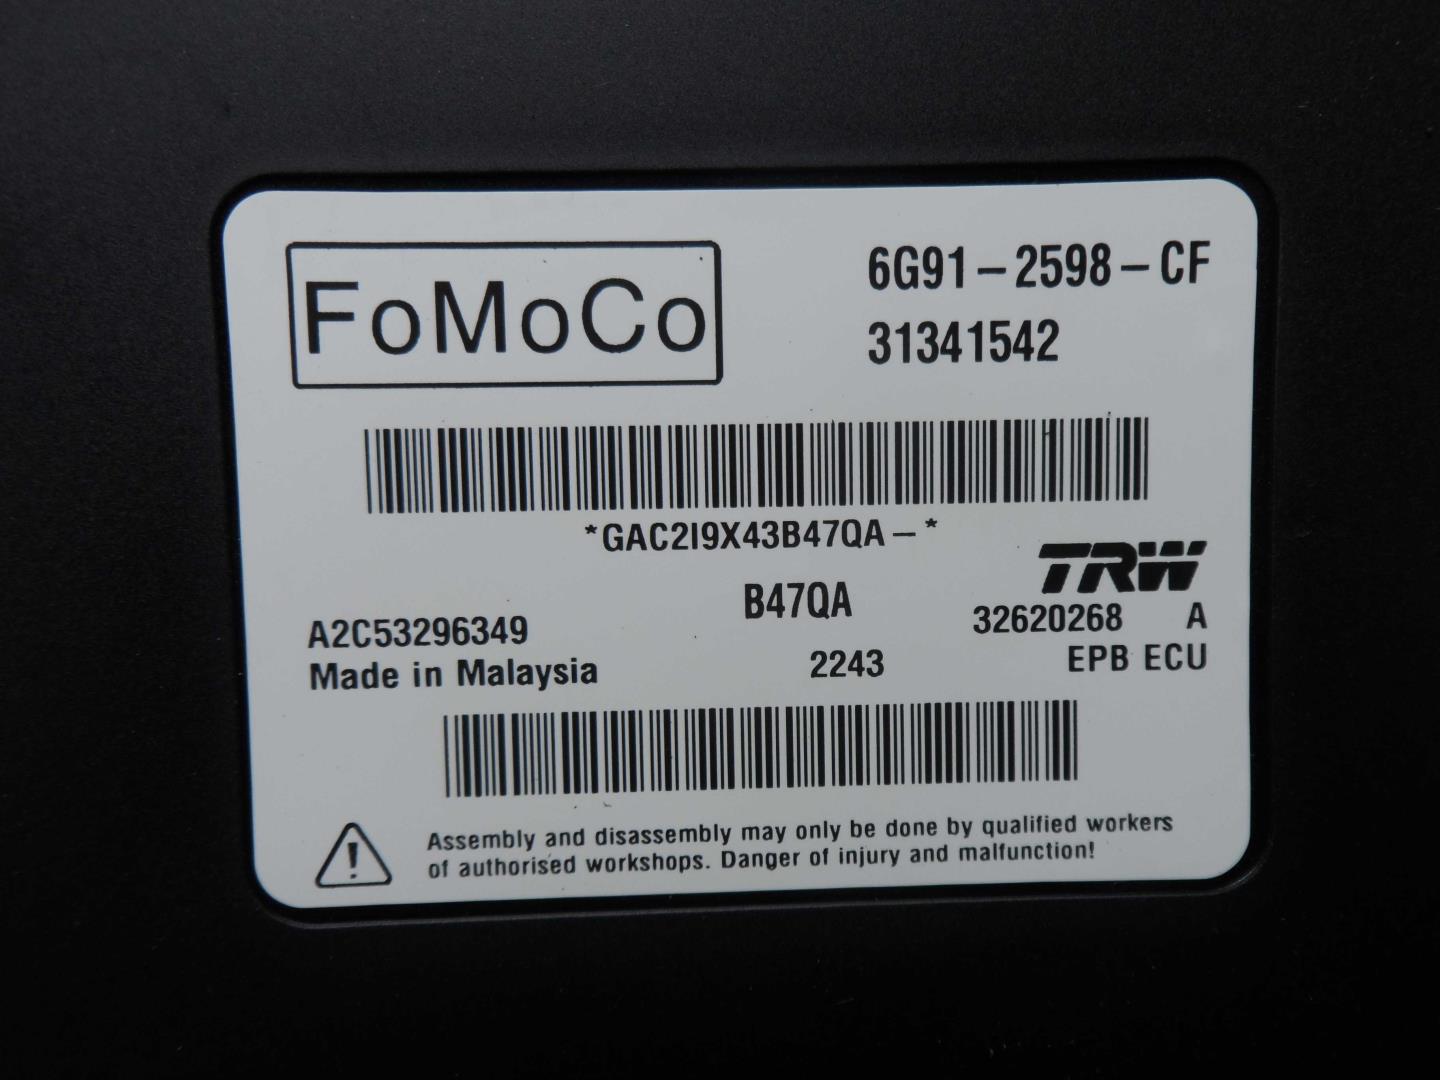 FoMoCo
6G91-2598-CF
31341542
*GAC2I9X43B47QA-*
TRW
B47QA
A2C53296349
32620268 A
Made in Malaysia
2243
EPB ECU
Assembly and disassembly may only be done by qualified workers
of authorised workshops. Danger of injury and malfunction!